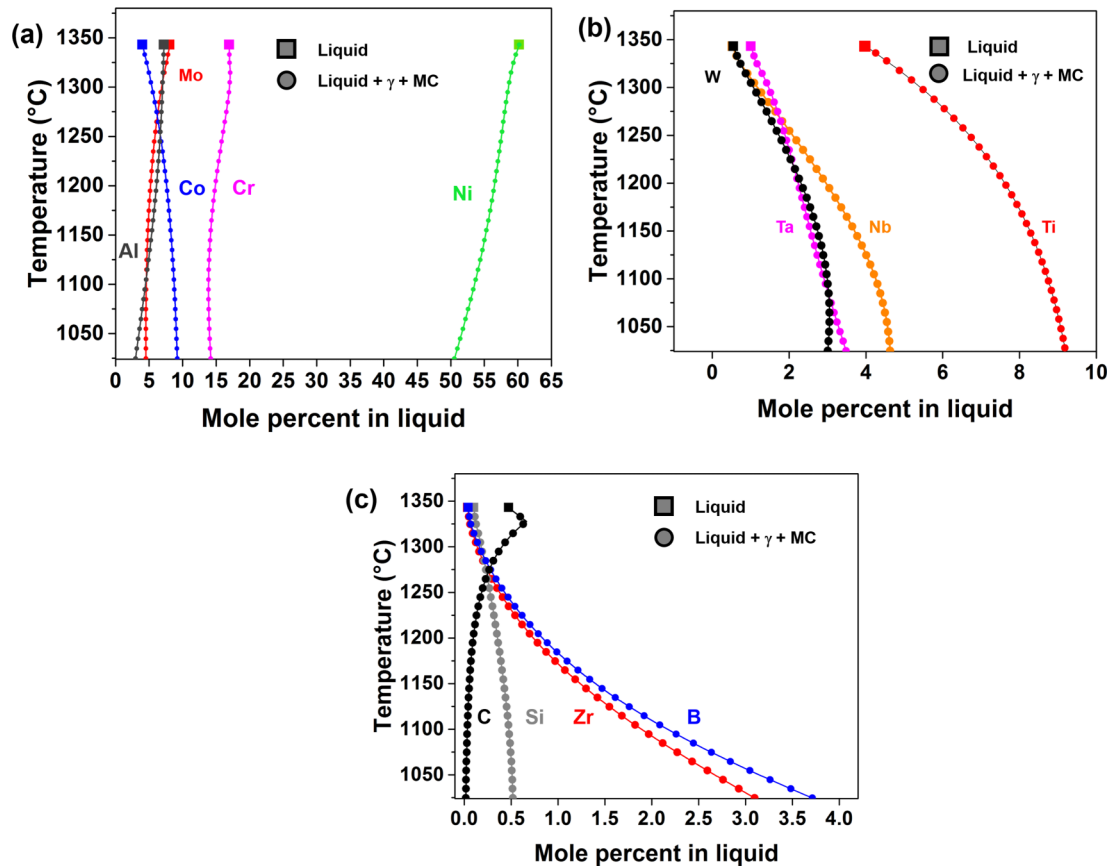 (a)
Temperature (°C)
1350
1300
1250
1200
1150
1100
1050
Liquid
Liquid + γ + MC
Mo
Co
Cr
Ni
Al
0 5 10 15 20 25 30 35 40 45 50 55 60 65
Mole percent in liquid
(b)
Temperature (°C)
1350
1300
1250
1200
1150
1100
1050
Liquid
Liquid + γ + MC
W
Ta
Nb
Ti
0 2 4 6 8 10
Mole percent in liquid
(c)
Temperature (°C)
1350
1300
1250
1200
1150
1100
1050
Liquid
Liquid + γ + MC
C
Si
Zr
B
0.0 0.5 1.0 1.5 2.0 2.5 3.0 3.5 4.0
Mole percent in liquid